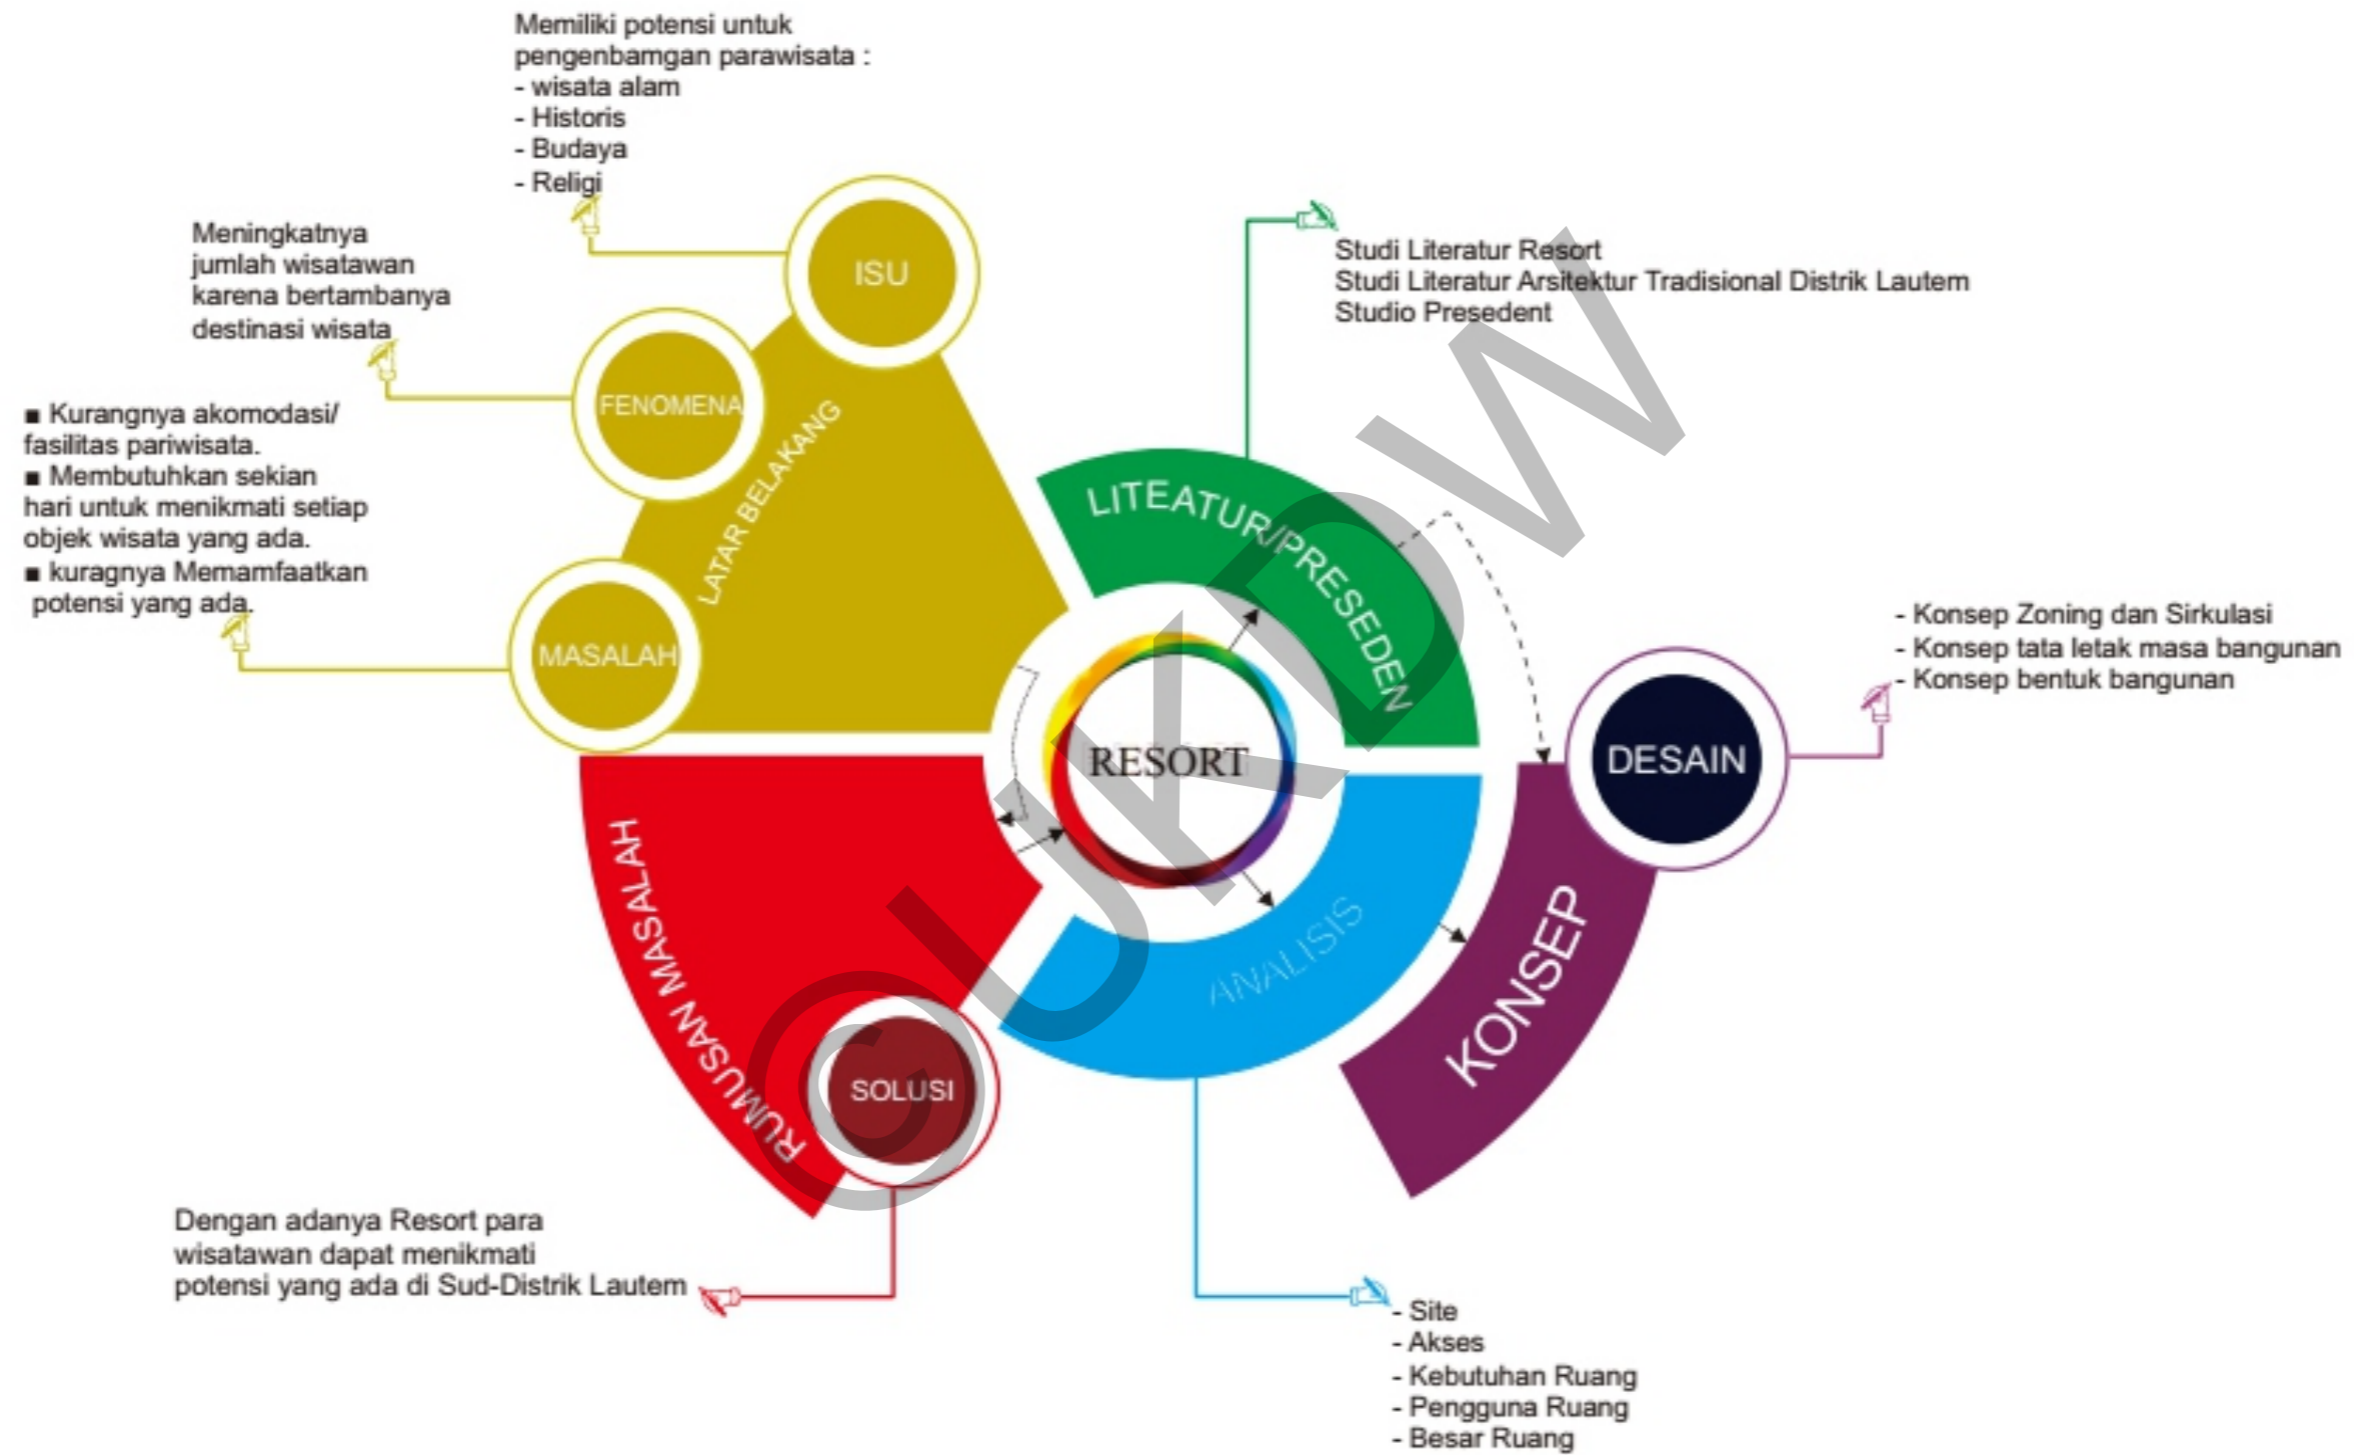 Memiliki potensi untuk
pengenbamgan parawisata :
- wisata alam
- Historis
- Budaya
- Religi
ISU
Meningkatnya
jumlah wisatawan
karena bertambanya
destinasi wisata
FENOMENA
■ Kurangnya akomodasi/
fasilitas pariwisata.
■ Membutuhkan sekian
hari untuk menikmati setiap
objek wisata yang ada.
■ kuragnya Memamfaatkan
potensi yang ada.
MASALAH
LATAR BELAKANG
Studi Literatur Resort
Studi Literatur Arsitektur Tradisional Distrik Lautem
Studio Presedent
LITEATUR/PRESEDEN
RESORT
- Konsep Zoning dan Sirkulasi
- Konsep tata letak masa bangunan
- Konsep bentuk bangunan
DESAIN
KONSEP
ANALISIS
RUMUSAN MASALAH
SOLUSI
Dengan adanya Resort para
wisatawan dapat menikmati
potensi yang ada di Sud-Distrik Lautem
- Site
- Akses
- Kebutuhan Ruang
- Pengguna Ruang
- Besar Ruang
©UKDW